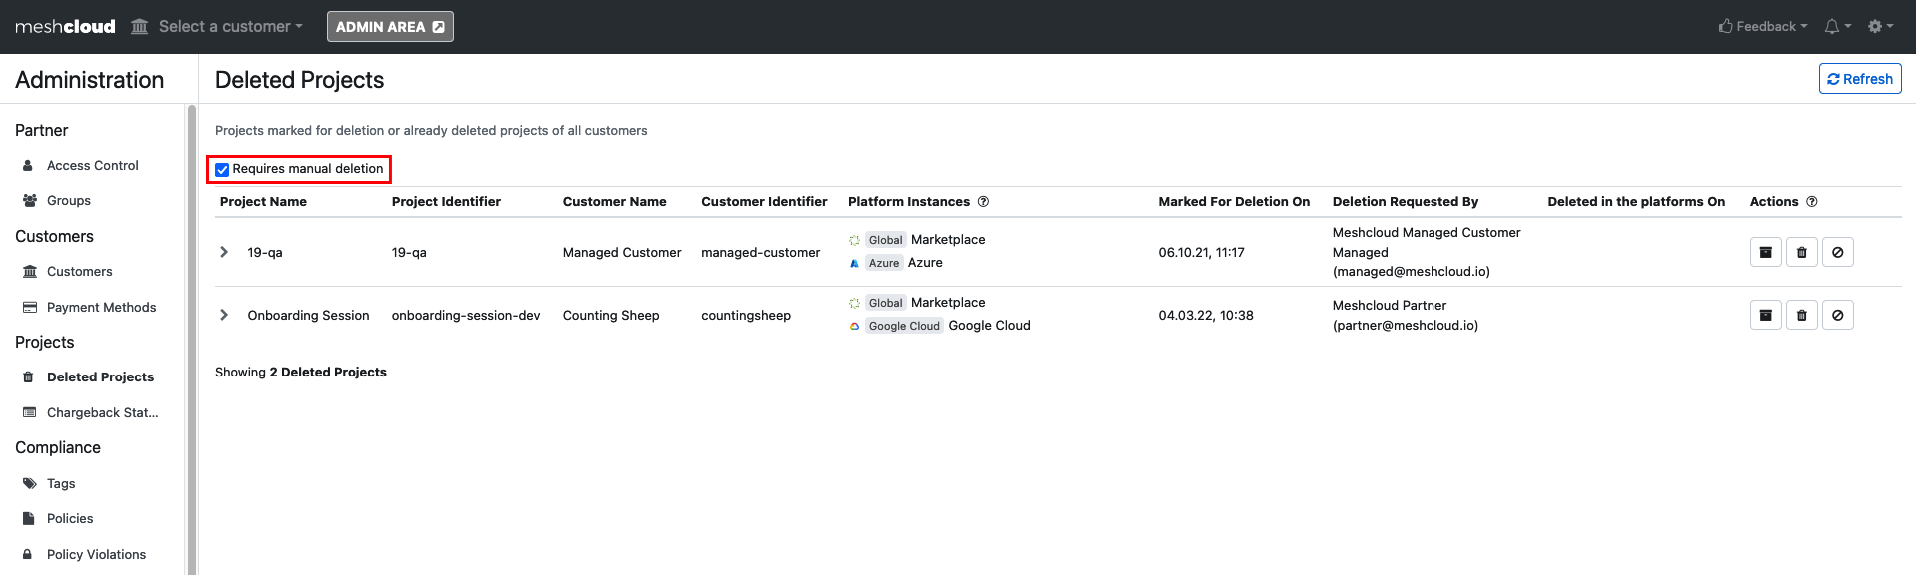 meshcloud Select a customer ADMIN AREA Feedback
Administration
Deleted Projects
Refresh
Partner
Access Control
Groups
Customers
Customers
Payment Methods
Projects
Deleted Projects
Chargeback Stat...
Compliance
Tags
Policies
Policy Violations
Projects marked for deletion or already deleted projects of all customers
Requires manual deletion
Project Name Project Identifier Customer Name Customer Identifier Platform Instances Marked For Deletion On Deletion Requested By Deleted in the platforms On Actions
19-qa 19-qa Managed Customer managed-customer
Global Marketplace
Azure Azure
06.10.21, 11:17
Meshcloud Managed Customer
Managed
(managed@meshcloud.io)
Onboarding Session onboarding-session-dev Counting Sheep countingsheep
Global Marketplace
Google Cloud Google Cloud
04.03.22, 10:38
Meshcloud Partner
(partner@meshcloud.io)
Showing 2 Deleted Projects